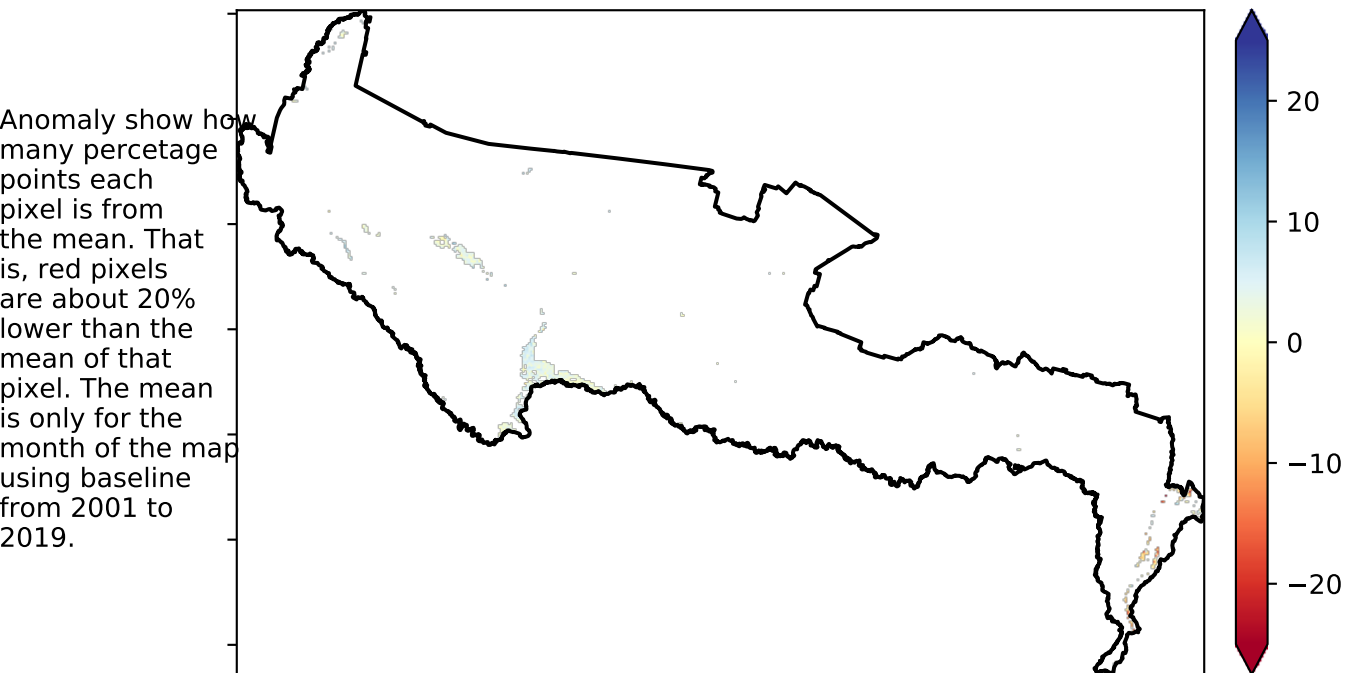 Anomaly show how
many percetage
points each
pixel is from
the mean. That
is, red pixels
are about 20%
lower than the
mean of that
pixel. The mean
is only for the
month of the map
using baseline
from 2001 to
2019.
20
10
0
−10
−20